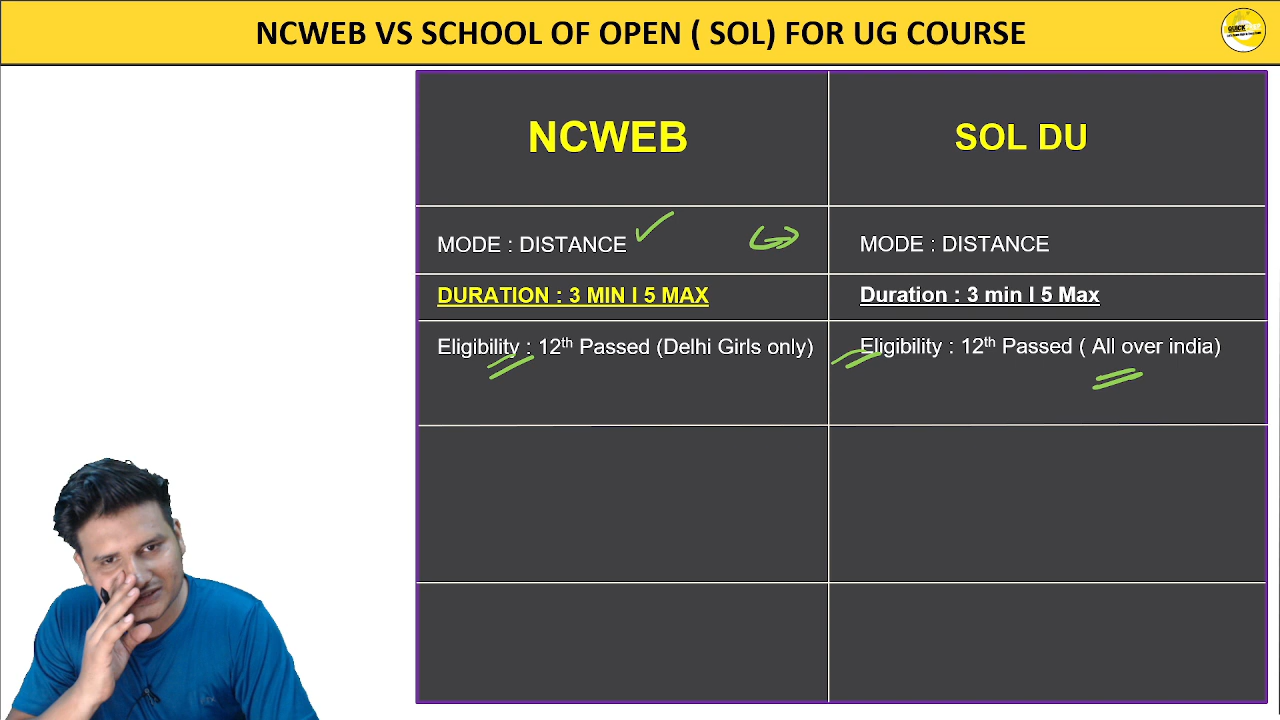 NCWEB VS SCHOOL OF OPEN ( SOL) FOR UG COURSE
NCWEB
SOL DU
MODE : DISTANCE
MODE : DISTANCE
DURATION : 3 MIN I 5 MAX
Duration : 3 min I 5 Max
Eligibility : 12th Passed (Delhi Girls only)
Eligibility : 12th Passed ( All over india)